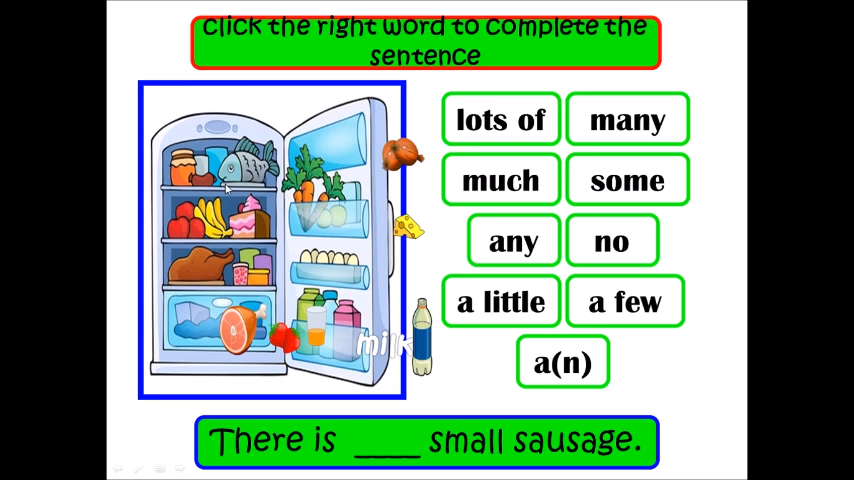 click the right word to complete the
sentence
lots of
many
much
some
any
no
a little
a few
a(n)
milk
There is ____ small sausage.